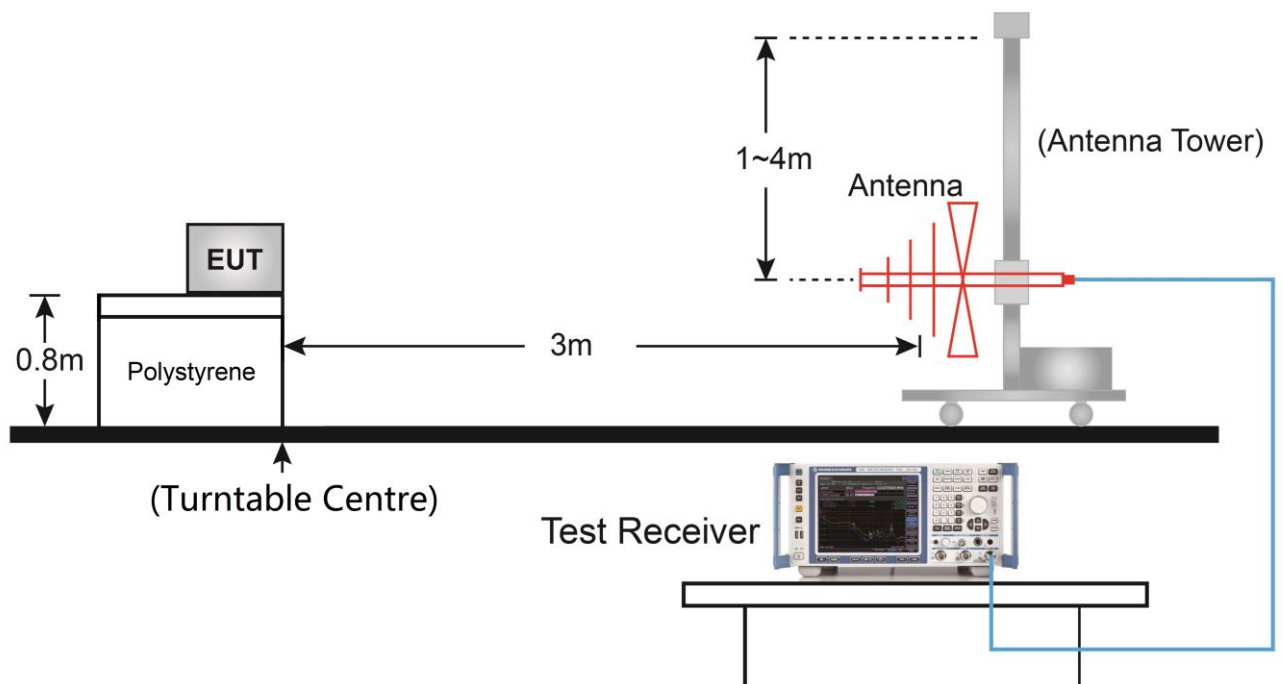 1~4m
(Antenna Tower)
Antenna
EUT
3m
0.8m
Polystyrene
(Turntable Centre)
Test Receiver